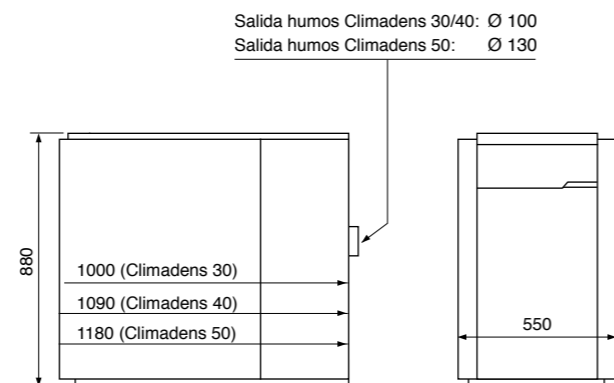 Salida humos Climadens 30/40: Ø 100
Salida humos Climadens 50: Ø 130
880
1000 (Climadens 30)
1090 (Climadens 40)
1180 (Climadens 50)
550